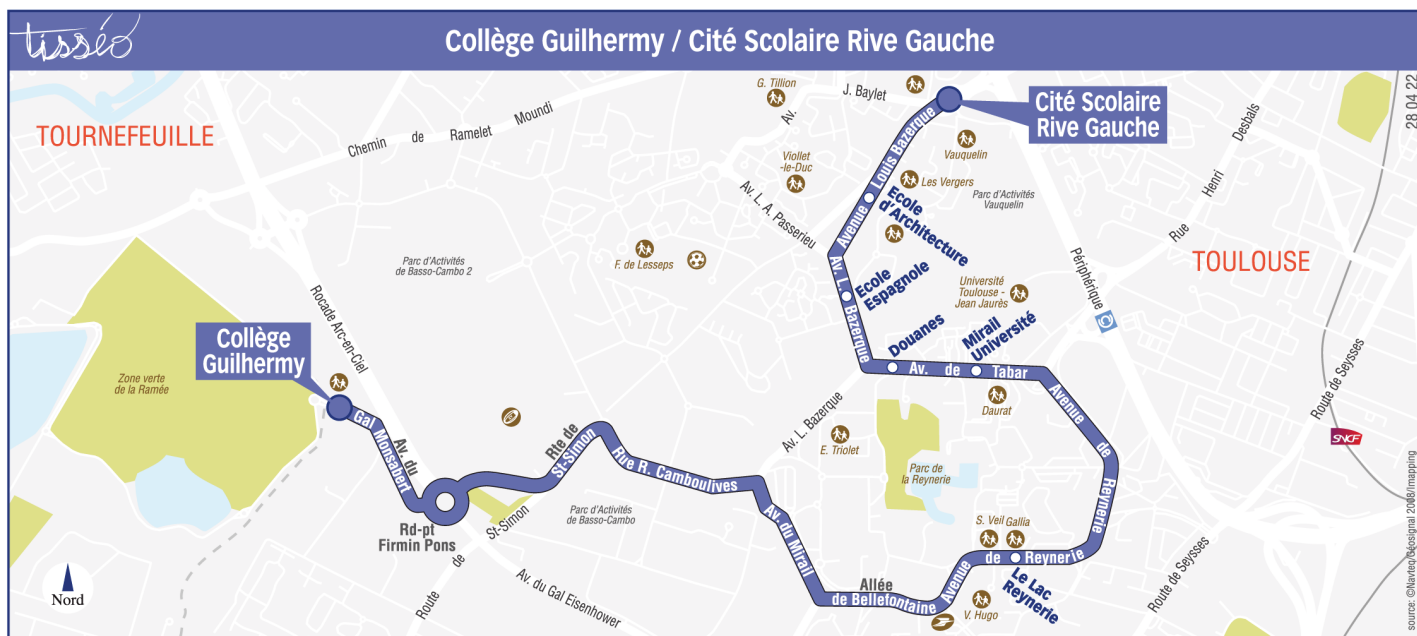 tisséo
Collège Guilhermy / Cité Scolaire Rive Gauche
28 04 22
TOURNEFEUILLE
Chemin de Ramelet Moundi
G. Tillion
J. Baylet
Av.
Cité Scolaire
Rive Gauche
Vauquelin
Viollet
-le-Duc
Les Vergers
Parc d'Activités
Vauquelin
Avenue Louis Bazerque
Ecole
d'Architecture
Av. L. A. Passerieu
Rue Henri Desbals
TOULOUSE
Périphérique
F. de Lesseps
Parc d'Activités
de Basso-Cambo 2
Rocade Arc-en-Ciel
Av. L. Bazerque
Ecole
Espagnole
Université
Toulouse -
Jean Jaurès
Douanes
Mirail
Université
Av. de Tabar
Daurat
Collège
Guilhermy
Zone verte
de la Ramée
Av. du
Gal Monsabert
Rte de
St-Simon
Rue R. Camboulives
Av. L. Bazerque
E. Triolet
Parc de
la Reynerie
Avenue de Reynerie
Route de Seysses
SNCF
Rd-pt
Firmin Pons
Route de St-Simon
Parc d'Activités
de Basso-Cambo
Av. du Mirail
Av. du Gal Eisenhower
Allée
de Bellefontaine
Avenue de Reynerie
S. Veil
Gallia
Le Lac
Reynerie
V. Hugo
Route de Seysses
Nord
source: ©Navteq/Géosignal 2008/Imapping